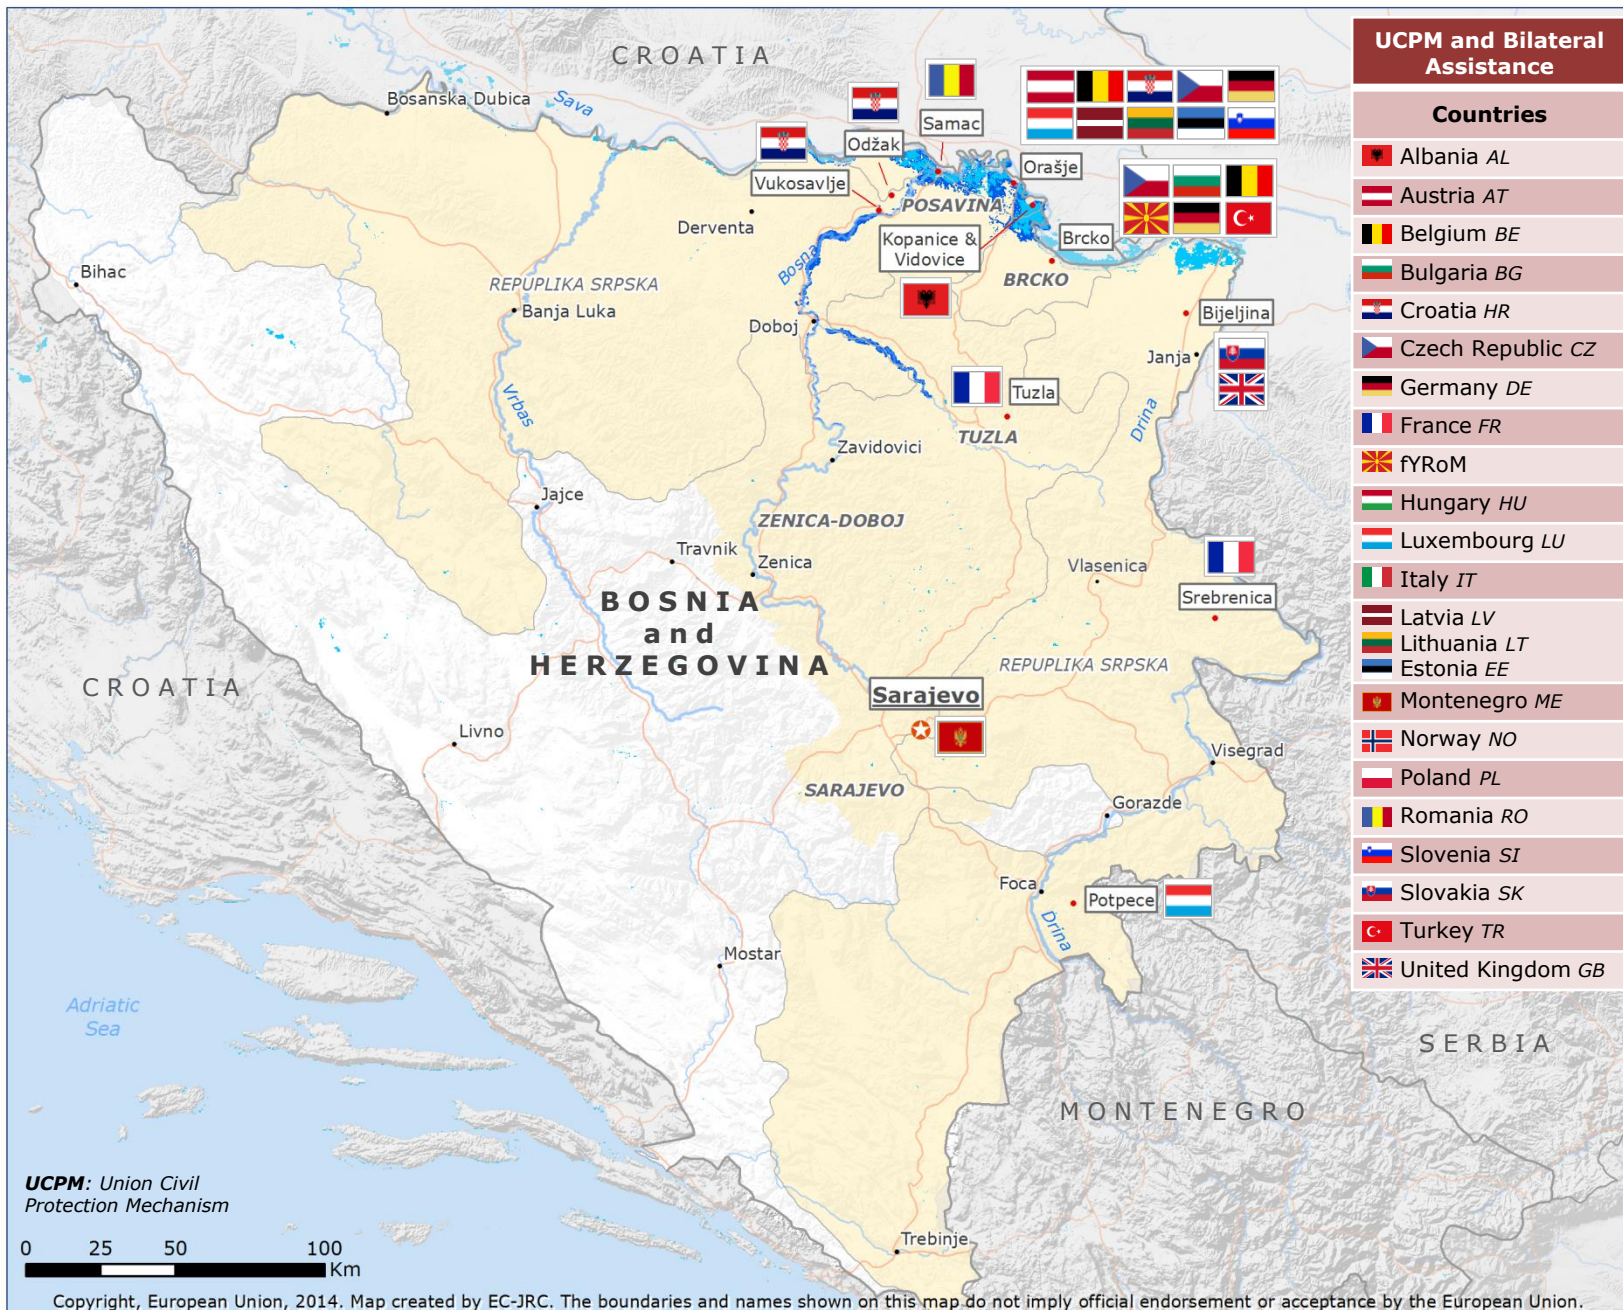 CROATIA
Bosanska Dubica
Sava
Samac
Odžak
Vukosavlje
Orašje
POSAVINA
Derventa
Kopanice &
Vidovice
Brcko
BRCKO
Bosna
Bihac
REPUPLIKA SRPSKA
Banja Luka
Doboj
Bijeljina
Janja
Vrbas
Tuzla
TUZLA
Drina
Zavidovici
Jajce
ZENICA-DOBOJ
Travnik
Zenica
Vlasenica
Srebrenica
BOSNIA
and
HERZEGOVINA
REPUPLIKA SRPSKA
CROATIA
Sarajevo
Livno
Visegrad
SARAJEVO
Gorazde
Foca
Potpece
Drina
Mostar
Adriatic
Sea
SERBIA
MONTENEGRO
Trebinje
UCPM: Union Civil
Protection Mechanism
0 25 50 100
Km
UCPM and Bilateral
Assistance
Countries
Albania AL
Austria AT
Belgium BE
Bulgaria BG
Croatia HR
Czech Republic CZ
Germany DE
France FR
fYRoM
Hungary HU
Luxembourg LU
Italy IT
Latvia LV
Lithuania LT
Estonia EE
Montenegro ME
Norway NO
Poland PL
Romania RO
Slovenia SI
Slovakia SK
Turkey TR
United Kingdom GB
Copyright, European Union, 2014. Map created by EC-JRC. The boundaries and names shown on this map do not imply official endorsement or acceptance by the European Union.